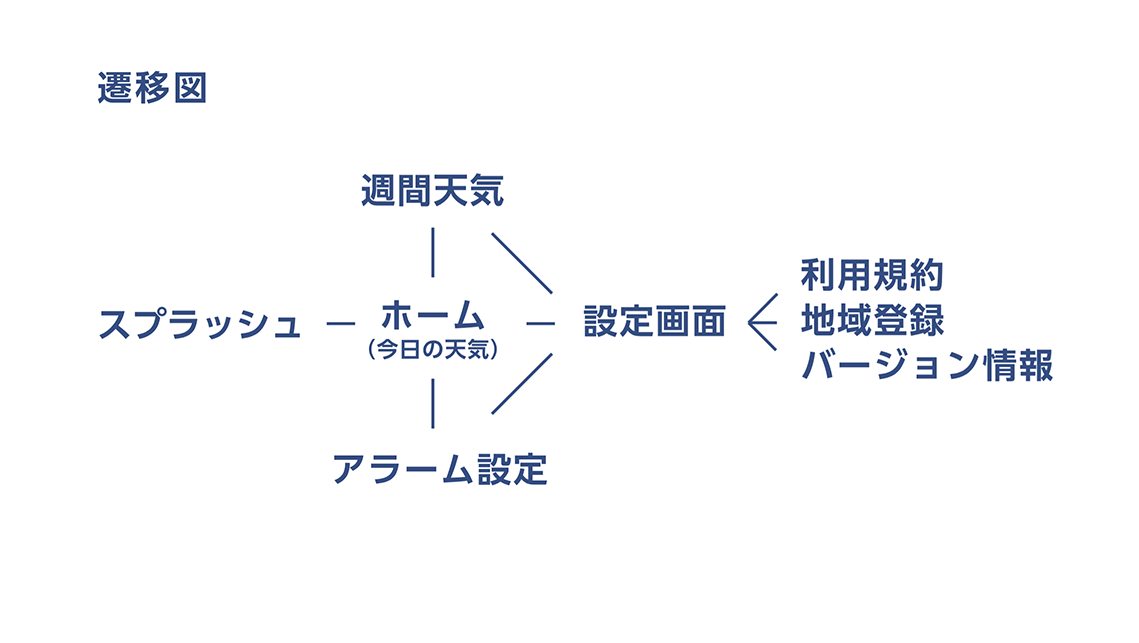 遷移図
週間天気
スプラッシュ
ホーム
（今日の天気）
アラーム設定
設定画面
利用規約
地域登録
バージョン情報